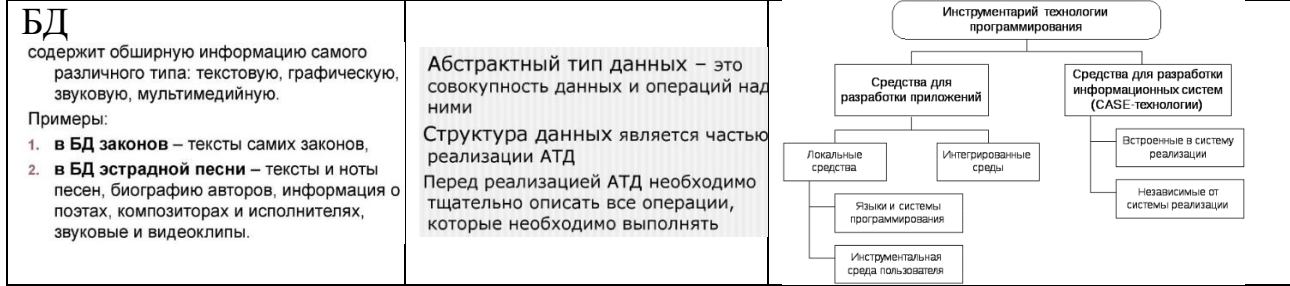 БД
содержит обширную информацию самого
различного типа: текстовую, графическую,
звуковую, мультимедийную.
Примеры:
1. в БД законов – тексты самих законов,
2. в БД эстрадной песни – тексты и ноты
песен, биографию авторов, информация о
поэтах, композиторах и исполнителях,
звуковые и видеоклипы.
Абстрактный тип данных – это
совокупность данных и операций над
ними
Структура данных является частью
реализации АТД
Перед реализацией АТД необходимо
тщательно описать все операции,
которые необходимо выполнять
Инструментарий технологии
программирования
Средства для
разработки приложений
Средства для разработки
информационных систем
(CASE-технологии)
Локальные
средства
Интегрированные
среды
Встроенные в систему
реализации
Языки и системы
программирования
Независимые от
системы реализации
Инструментальная
среда пользователя